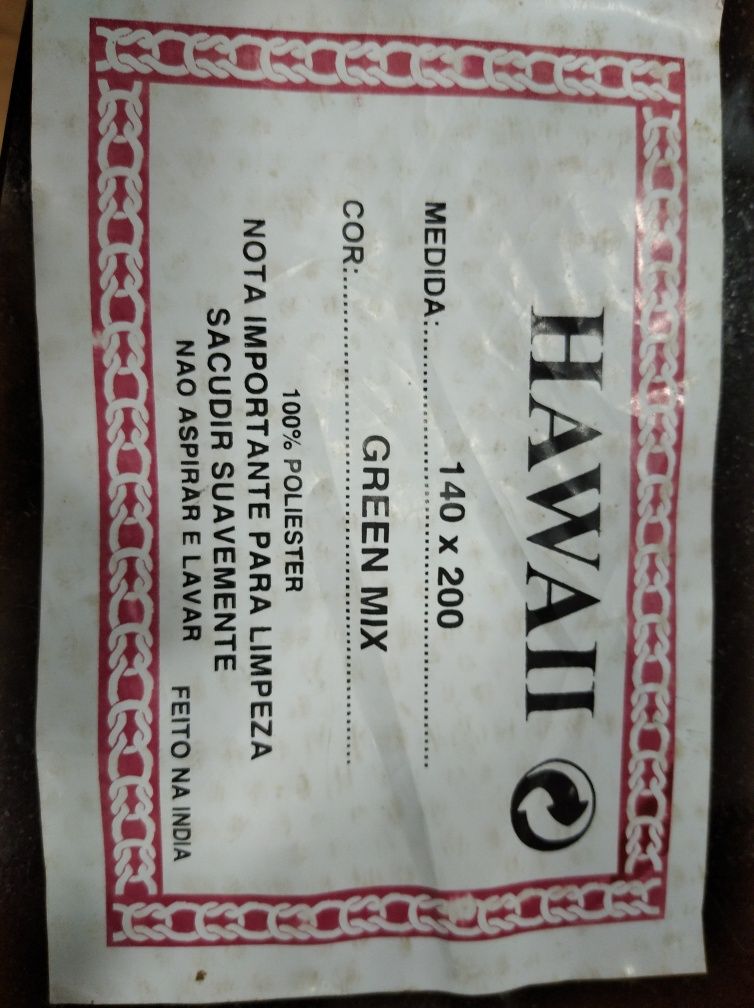 HAWAII
MEDIDA:.......140 x 200.......
COR:.......GREEN MIX.......
100% POLIESTER
NOTA IMPORTANTE PARA LIMPEZA
SACUDIR SUAVEMENTE
NAO ASPIRAR E LAVAR
FEITO NA INDIA